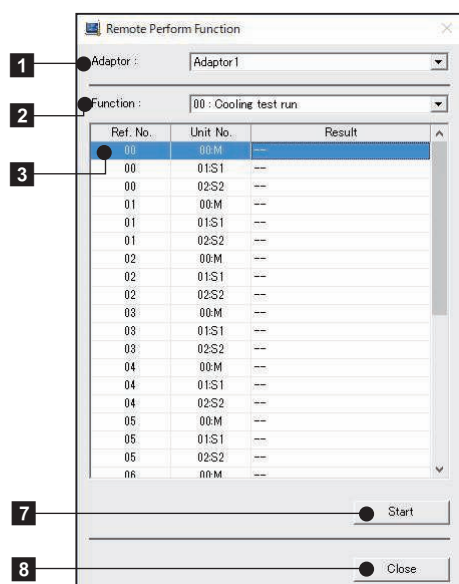 Remote Perform Function
1 Adaptor : Adaptor1
2 Function : 00 : Cooling test run
Ref. No. Unit No. Result
3 00 00:M --
00 01:S1 --
00 02:S2 --
01 00:M --
01 01:S1 --
01 02:S2 --
02 00:M --
02 01:S1 --
02 02:S2 --
03 00:M --
03 01:S1 --
03 02:S2 --
04 00:M --
04 01:S1 --
04 02:S2 --
05 00:M --
05 01:S1 --
05 02:S2 --
06 00:M --
7 Start
8 Close